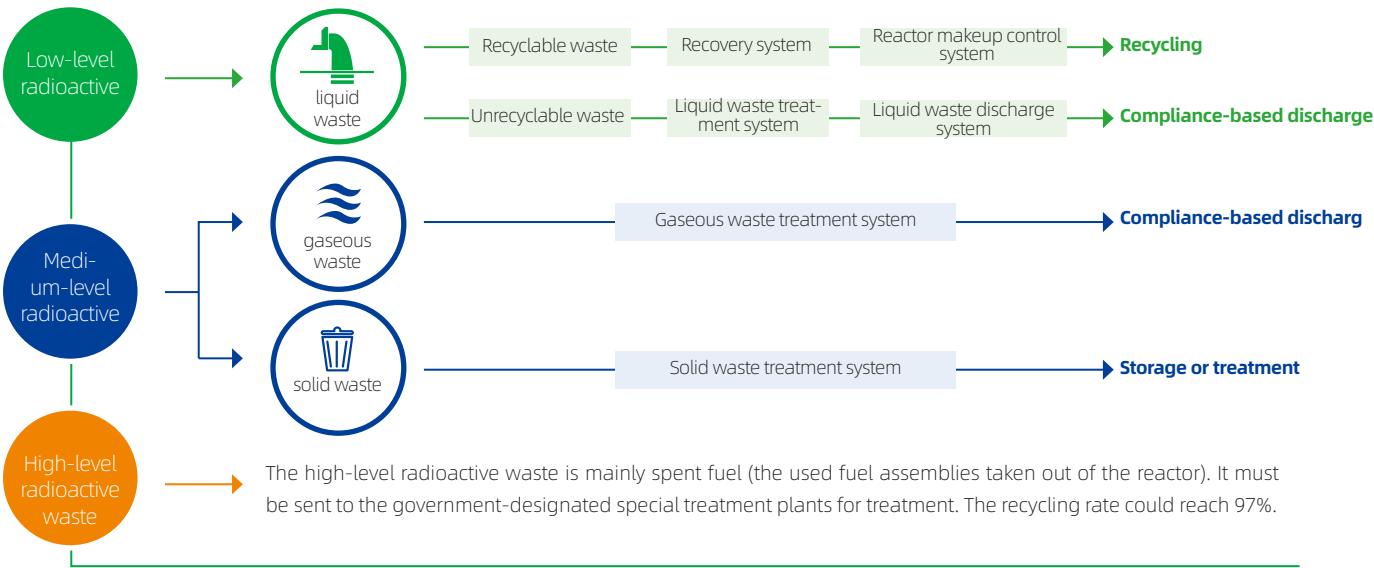 Low-level
radioactive
liquid
waste
Recyclable waste
Recovery system
Reactor makeup control
system
Recycling
Unrecyclable waste
Liquid waste treat-
ment system
Liquid waste discharge
system
Compliance-based discharge
Medi-
um-level
radioactive
gaseous
waste
Gaseous waste treatment system
Compliance-based discharg
solid waste
Solid waste treatment system
Storage or treatment
High-level
radioactive
waste
The high-level radioactive waste is mainly spent fuel (the used fuel assemblies taken out of the reactor). It must
be sent to the government-designated special treatment plants for treatment. The recycling rate could reach 97%.